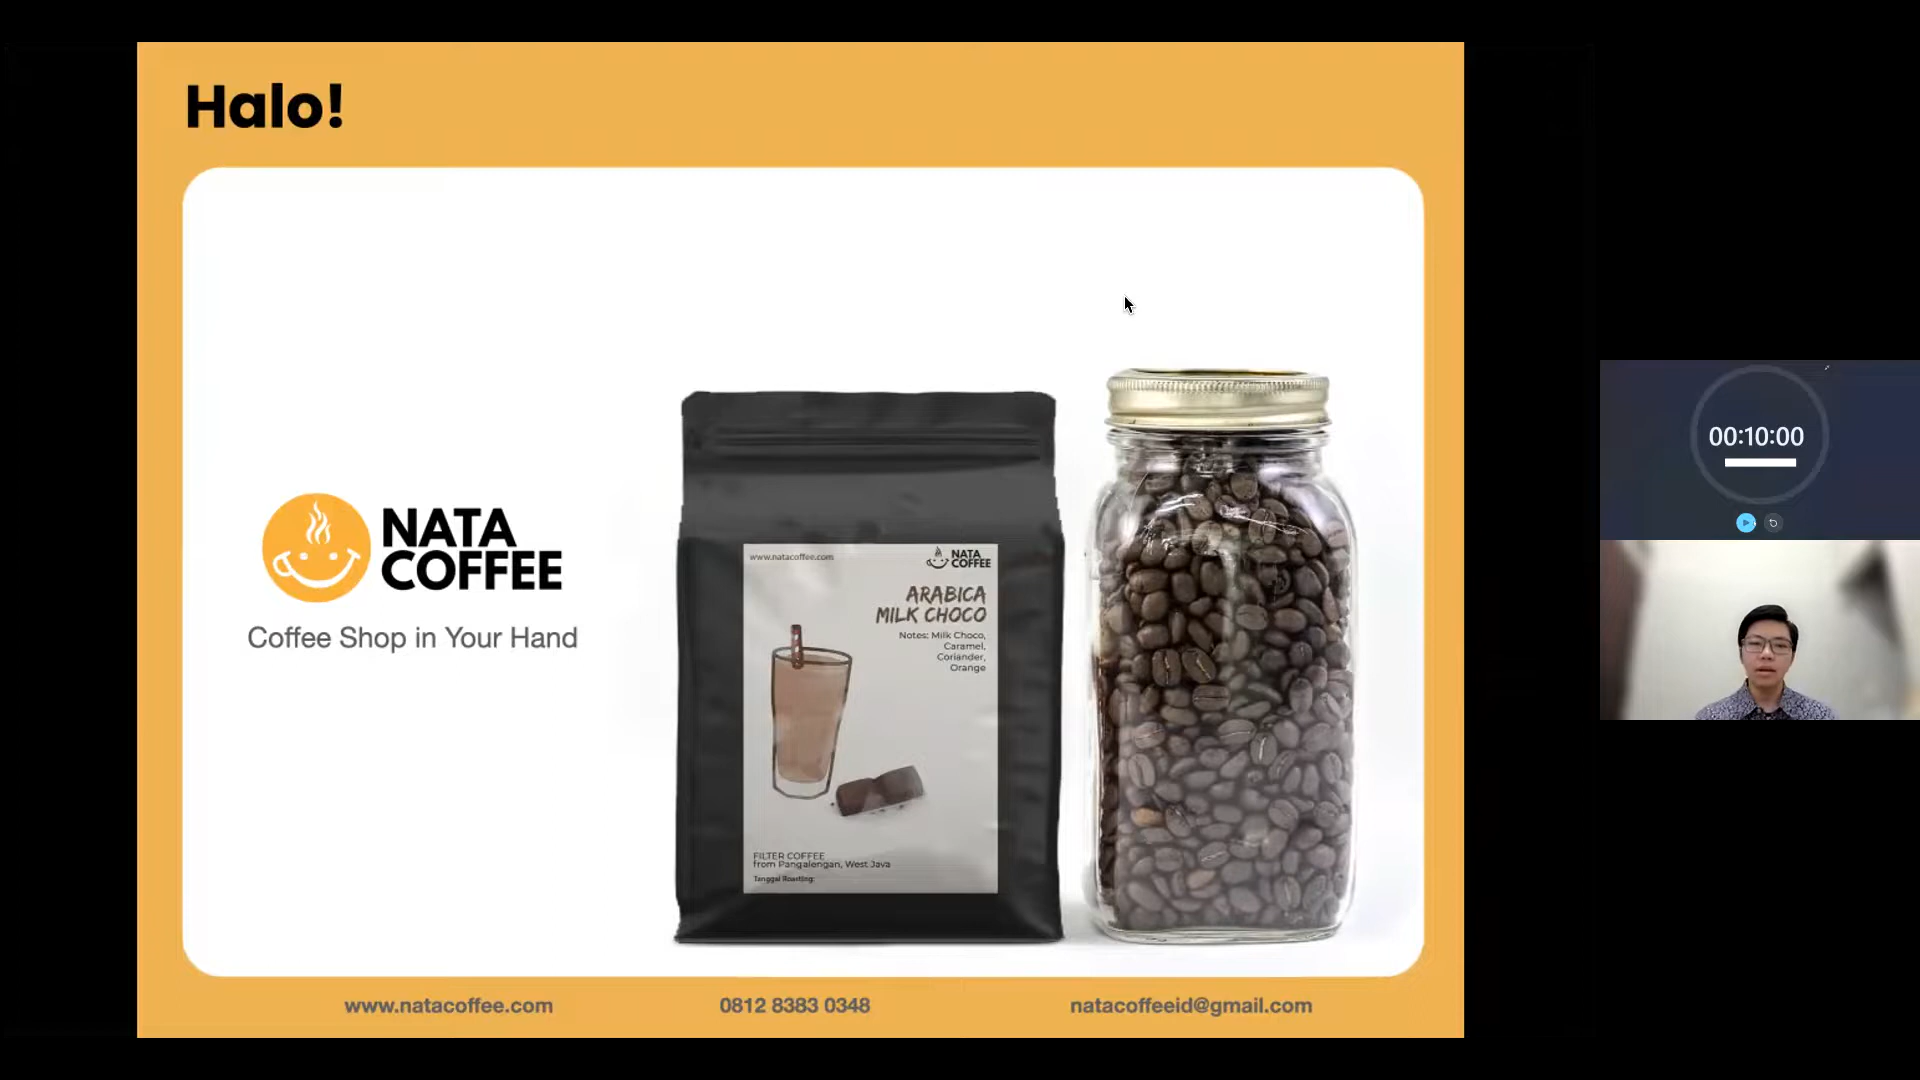 Halo!
NATA
COFFEE
Coffee Shop in Your Hand
www.natacoffee.com
NATA
COFFEE
ARABICA
MILK CHOCO
Notes: Milk Choco,
Caramel,
Coriander,
Orange
FILTER COFFEE
from Pangalengan, West Java
Tanggal Roasting:
00:10:00
www.natacoffee.com
0812 8383 0348
natacoffeeid@gmail.com